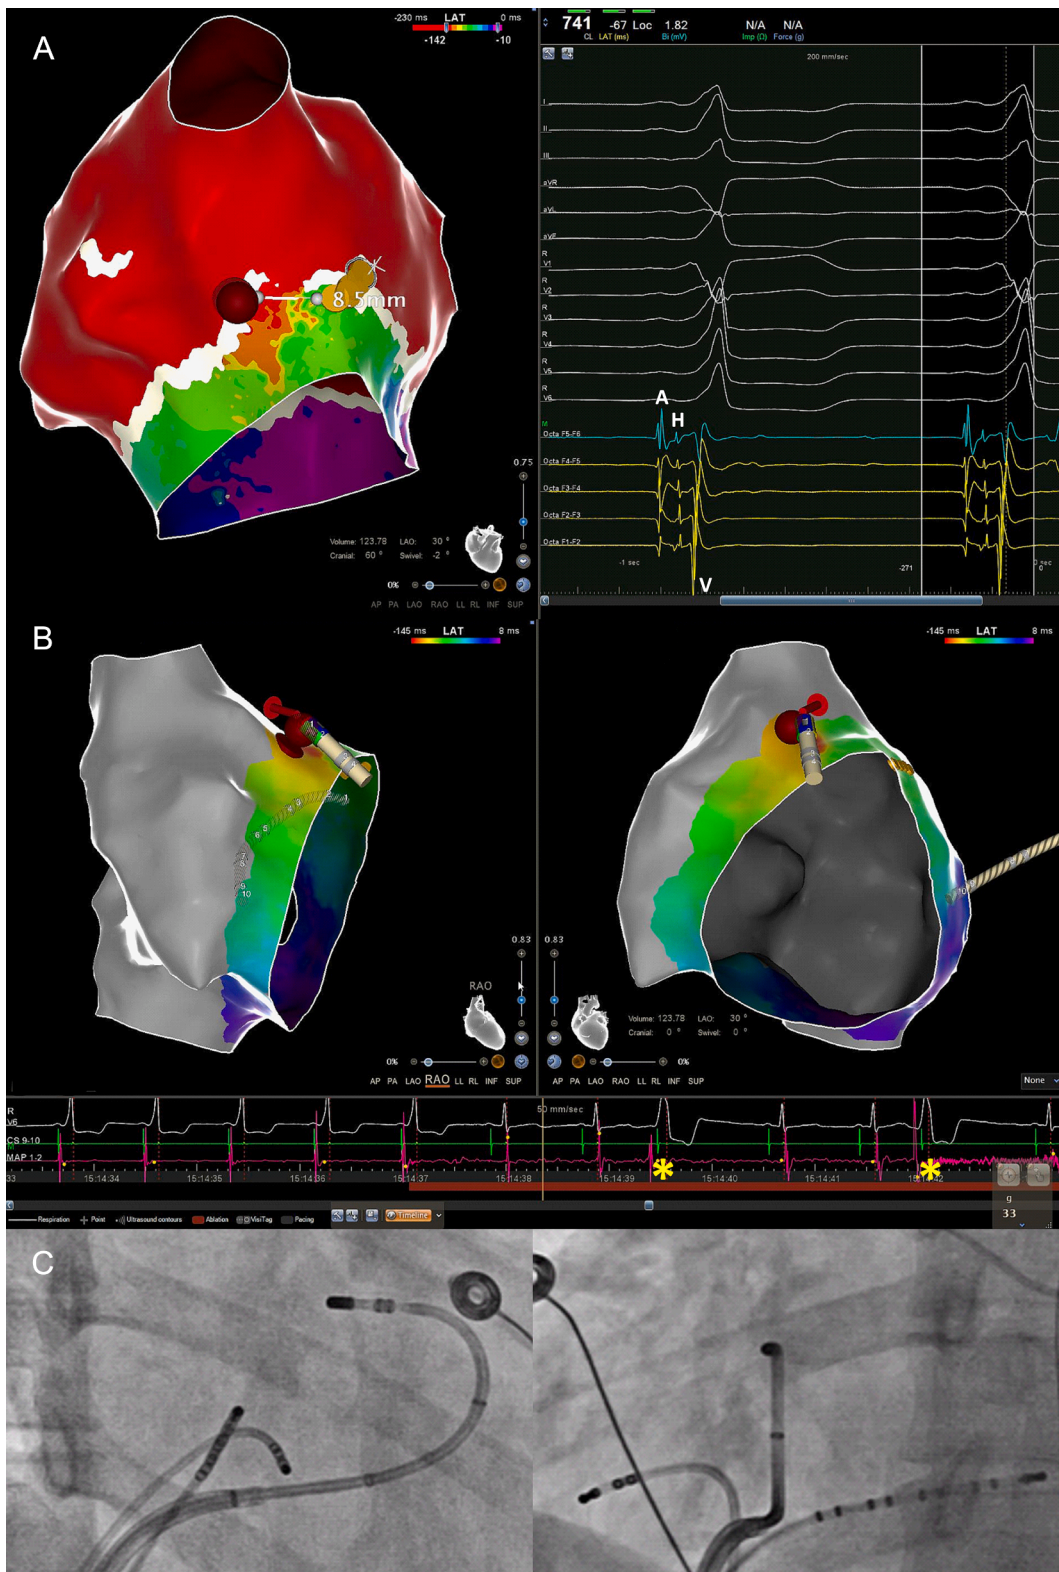 A
-230 ms LAT 0 ms
-142 -10
8.5mm
0.75
Volume: 123.78 LAO: 30 °
Cranial: 60 ° Swivel: -2 °
0%
AP PA LAO RAO LL RL INF SUP
741 -67 Loc 1.82 N/A N/A
CL LAT (ms) Bi (mV) Imp (Ω) Force (g)
200 mm/sec
I
II
III
aVR
aVL
aVF
R
V1
R
V2
R
V3
R
V4
R
V5
R
V6
A
H
M
Octa F5-F6
Octa F4-F5
Octa F3-F4
Octa F2-F3
Octa F1-F2
-1 sec -271 0
V
B
-145 ms LAT 8 ms
0.83
RAO
0%
AP PA LAO RAO LL RL INF SUP
-145 ms LAT 8 ms
0.83
Volume: 123.78 LAO: 30 °
Cranial: 0 ° Swivel: 0 °
0%
AP PA LAO RAO LL RL INF SUP
None
R
V6
50 mm/sec
CS 9-10
M
MAP 1-2
33 15:14:34 15:14:35 15:14:36 15:14:37 15:14:38 15:14:39 15:14:40 15:14:41 15:14:42
g
33
Respiration Point Ultrasound contours Ablation VisiTag Pacing Timeline
C